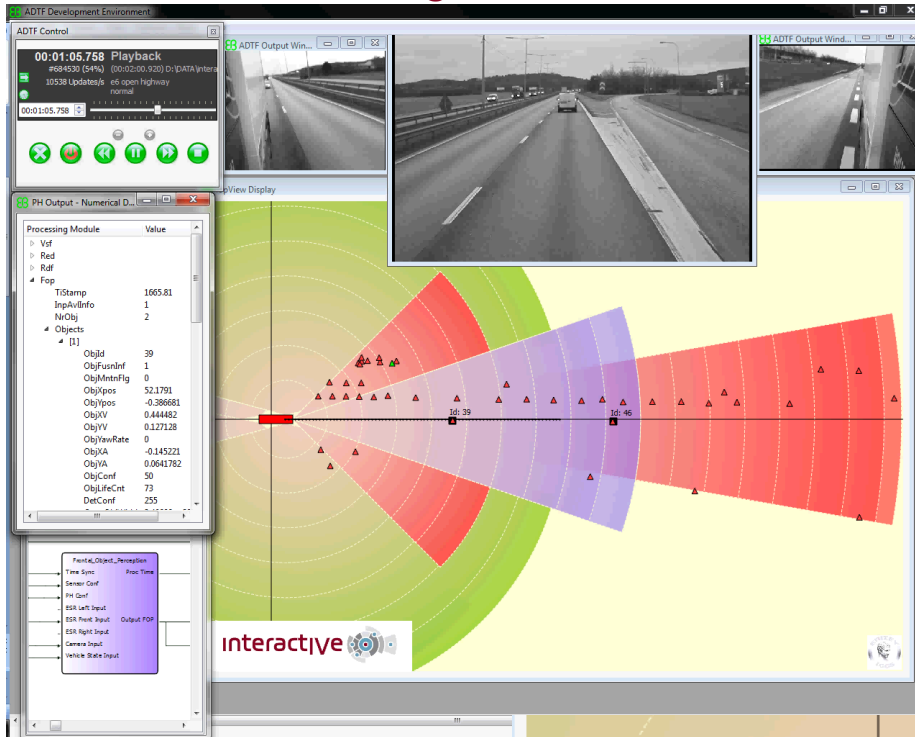 ADTF Development Environment
ADTF Control
00:01:05.758 Playback
#684530 (54%) (00:02:00.920) D:\DATA\intera
10538 Updates/s e6 open highway
normal
00:01:05.758
ADTF Output Win...
ADTF Output Wind...
View Display
PH Output - Numerical D...
Processing Module Value
Vsf
Red
Rdf
Fop
TiStamp 1665.81
InpAvlInfo 1
NrObj 2
Objects
[1]
ObjId 39
ObjFusnInf 1
ObjMntnFlg 0
ObjXpos 52.1791
ObjYpos -0.386681
ObjXV 0.444482
ObjYV 0.127128
ObjYawRate 0
ObjXA -0.145221
ObjYA 0.0641782
ObjConf 50
ObjLifeCnt 73
DetConf 255
Id: 39
Id: 46
Frontal_Object_Perception
Time Sync Proc Time
Sensor Conf
PH Conf
ESR Left Input
ESR Front Input Output FOP
ESR Right Input
Camera Input
Vehicle State Input
interactIVe